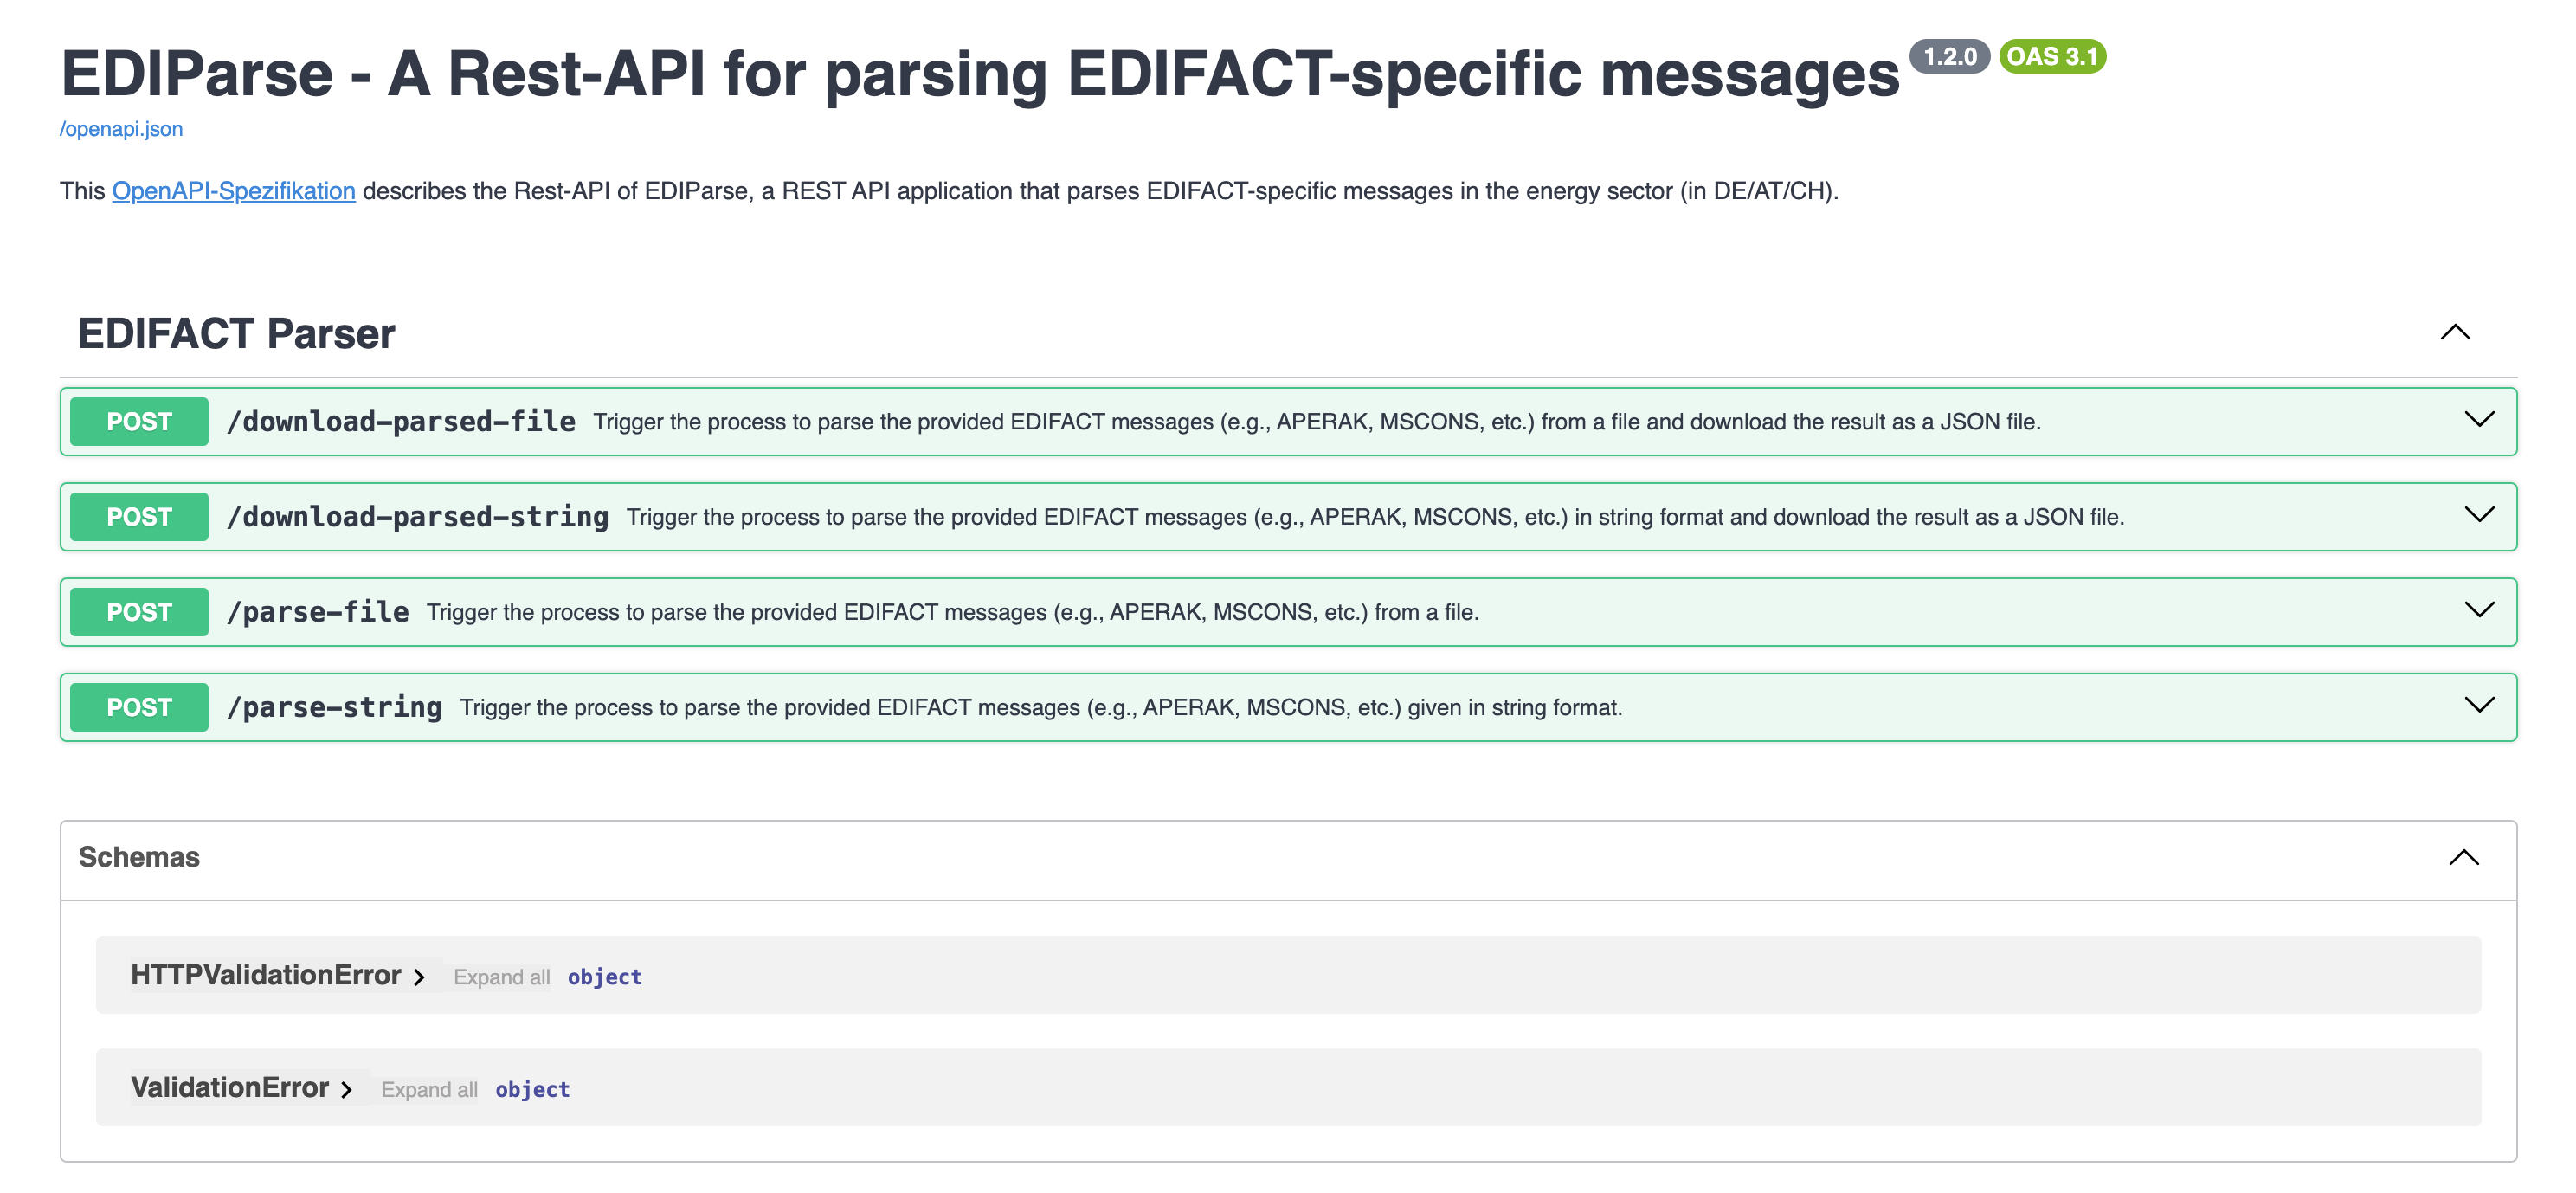 EDIParse - A Rest-API for parsing EDIFACT-specific messages 1.2.0 OAS 3.1
/openapi.json
This OpenAPI-Spezifikation describes the Rest-API of EDIParse, a REST API application that parses EDIFACT-specific messages in the energy sector (in DE/AT/CH).
EDIFACT Parser
POST /download-parsed-file Trigger the process to parse the provided EDIFACT messages (e.g., APERAK, MSCONS, etc.) from a file and download the result as a JSON file.
POST /download-parsed-string Trigger the process to parse the provided EDIFACT messages (e.g., APERAK, MSCONS, etc.) in string format and download the result as a JSON file.
POST /parse-file Trigger the process to parse the provided EDIFACT messages (e.g., APERAK, MSCONS, etc.) from a file.
POST /parse-string Trigger the process to parse the provided EDIFACT messages (e.g., APERAK, MSCONS, etc.) given in string format.
Schemas
HTTPValidationError Expand all object
ValidationError Expand all object